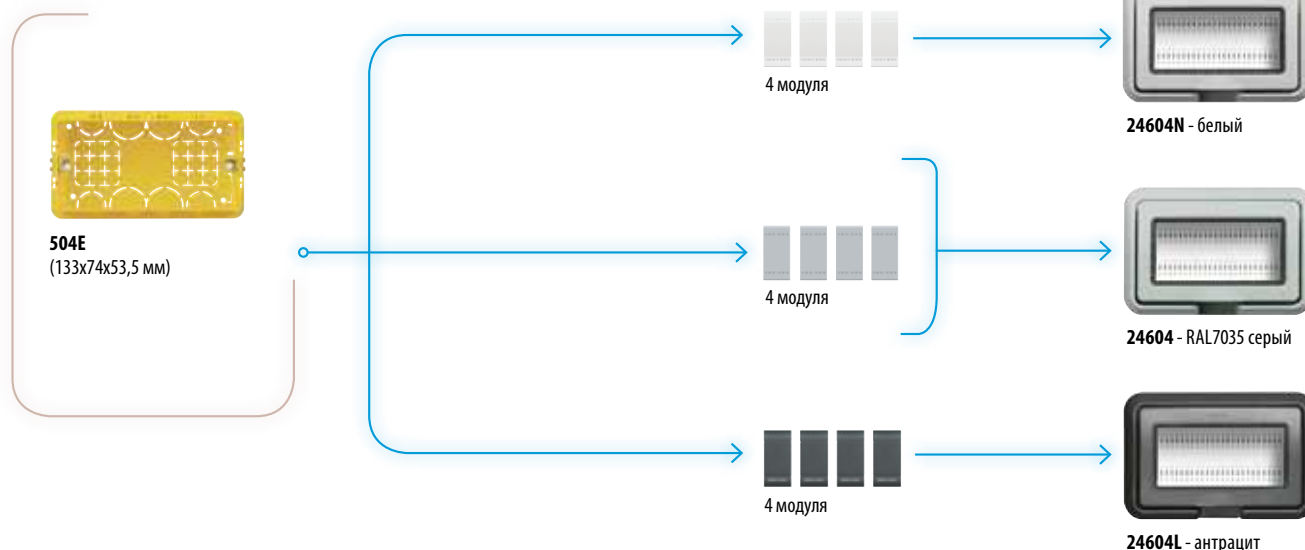 504E
(133x74x53,5 мм)
4 модуля
24604N - белый
4 модуля
24604 - RAL7035 серый
4 модуля
24604L - антрацит